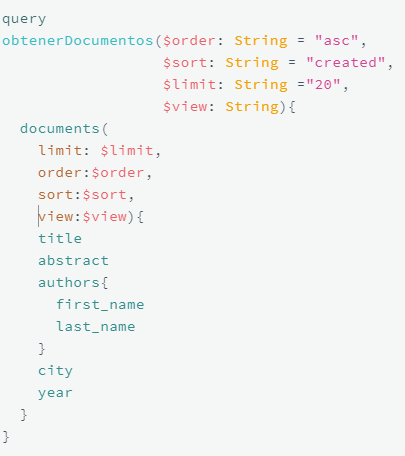 query
obtenerDocumentos($order: String = "asc",
$sort: String = "created",
$limit: String ="20",
$view: String){
documents(
limit: $limit,
order:$order,
sort:$sort,
view:$view){
title
abstract
authors{
first_name
last_name
}
city
year
}
}